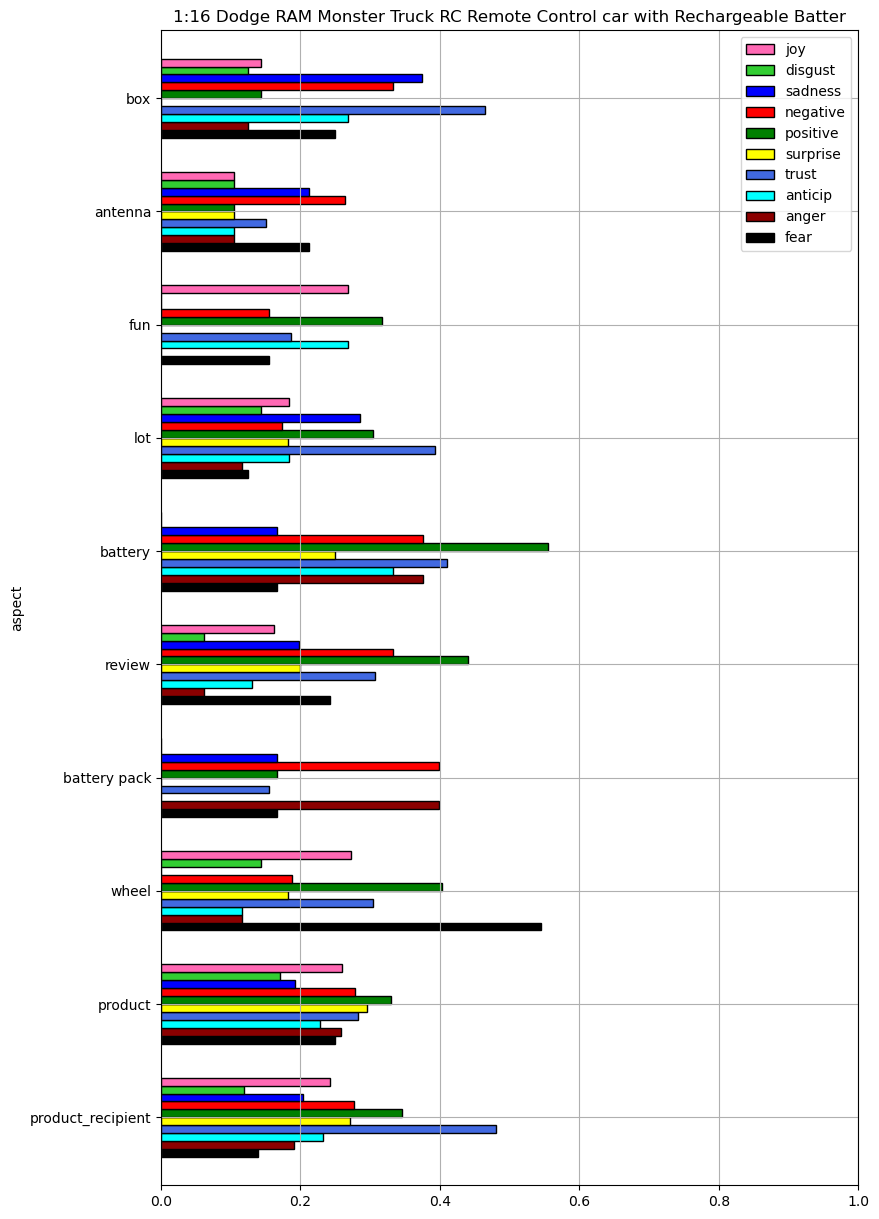 1:16 Dodge RAM Monster Truck RC Remote Control car with Rechargeable Batter
joy
disgust
sadness
negative
positive
surprise
trust
anticip
anger
fear
box
antenna
fun
lot
battery
review
battery pack
wheel
product
product_recipient
aspect
0.0 0.2 0.4 0.6 0.8 1.0